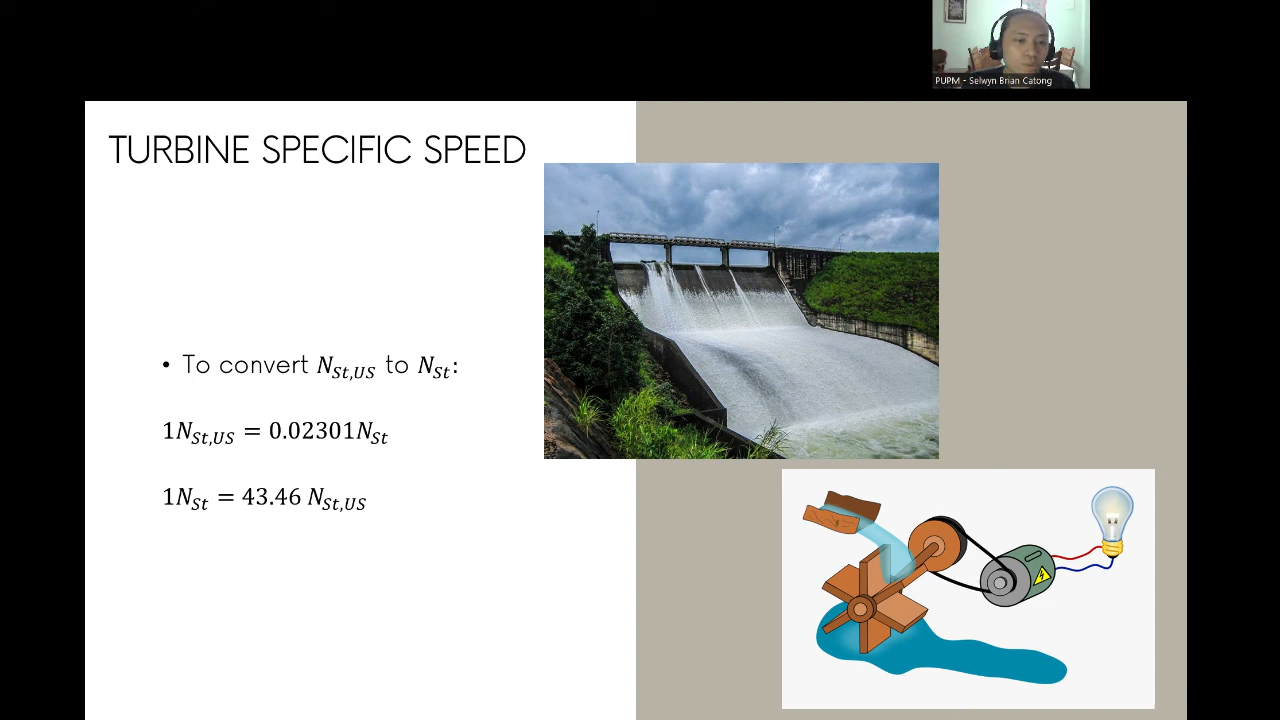 PUPM - Selwyn Brian Catong
TURBINE SPECIFIC SPEED
• To convert N_{St,US} to N_{St}:
1N_{St,US} = 0.02301N_{St}
1N_{St} = 43.46 N_{St,US}